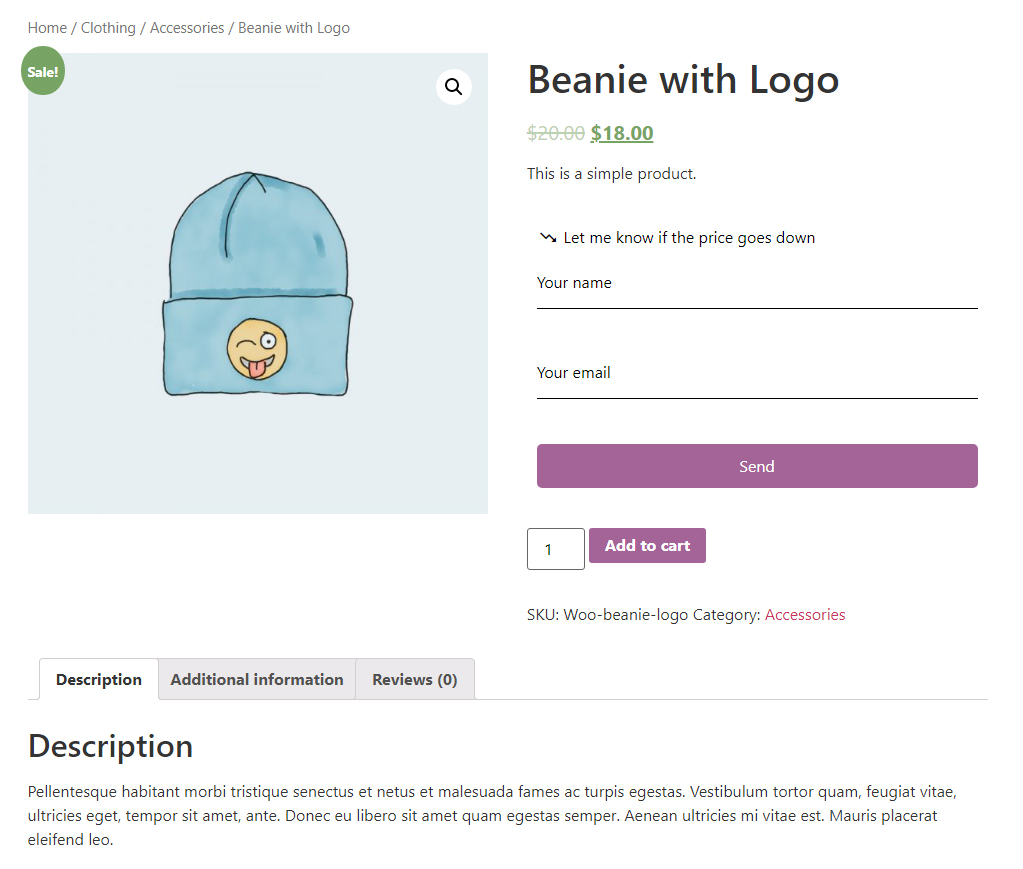 Home / Clothing / Accessories / Beanie with Logo
Sale!
Beanie with Logo
$20.00 $18.00
This is a simple product.
Let me know if the price goes down
Your name
Your email
Send
1 Add to cart
SKU: Woo-beanie-logo Category: Accessories
Description Additional information Reviews (0)
Description
Pellentesque habitant morbi tristique senectus et netus et malesuada fames ac turpis egestas. Vestibulum tortor quam, feugiat vitae,
ultricies eget, tempor sit amet, ante. Donec eu libero sit amet quam egestas semper. Aenean ultricies mi vitae est. Mauris placerat
eleifend leo.